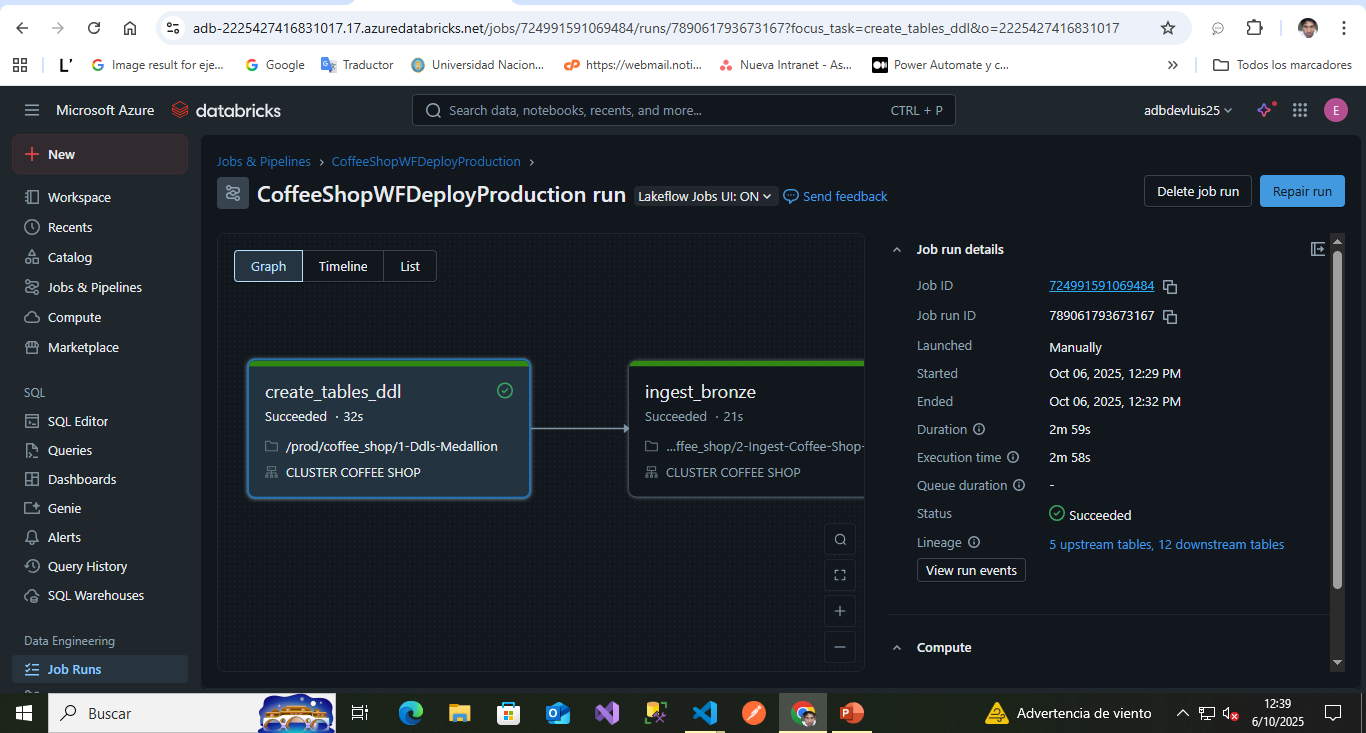 adb-2225427416831017.17.azuredatabricks.net/jobs/724991591069484/runs/789061793673167?focus_task=create_tables_ddl&o=2225427416831017
L' Image result for eje... Google Traductor Universidad Nacion... https://webmail.noti... Nueva Intranet - As... Power Automate y c... » Todos los marcadores
Microsoft Azure databricks Search data, notebooks, recents, and more... CTRL + P adbdevluis25 E
New
Workspace
Recents
Catalog
Jobs & Pipelines
Compute
Marketplace
SQL
SQL Editor
Queries
Dashboards
Genie
Alerts
Query History
SQL Warehouses
Data Engineering
Job Runs
Jobs & Pipelines › CoffeeShopWFDeployProduction ›
CoffeeShopWFDeployProduction run Lakeflow Jobs UI: ON Send feedback Delete job run Repair run
Graph Timeline List
create_tables_ddl
Succeeded · 32s
/prod/coffee_shop/1-Ddls-Medallion
CLUSTER COFFEE SHOP
ingest_bronze
Succeeded · 21s
...ffee_shop/2-Ingest-Coffee-Shop-
CLUSTER COFFEE SHOP
Job run details
Job ID 724991591069484
Job run ID 789061793673167
Launched Manually
Started Oct 06, 2025, 12:29 PM
Ended Oct 06, 2025, 12:32 PM
Duration 2m 59s
Execution time 2m 58s
Queue duration -
Status Succeeded
Lineage 5 upstream tables, 12 downstream tables
View run events
Compute
Buscar Advertencia de viento 12:39
6/10/2025